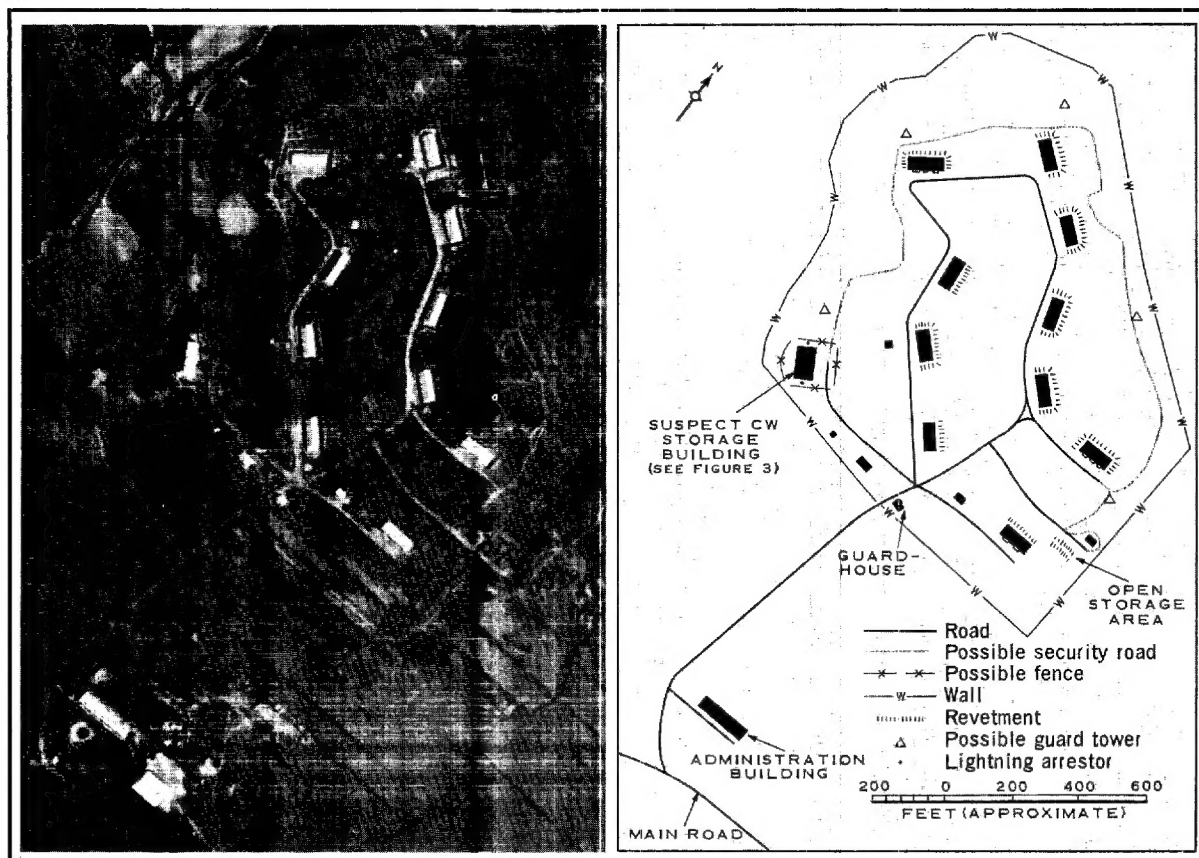 N
W
W
W
W
W
W
W
W
W
W
W
SUSPECT CW
STORAGE
BUILDING
(SEE FIGURE 3)
GUARD-
HOUSE
OPEN
STORAGE
AREA
Road
Possible security road
Possible fence
Wall
Revetment
Possible guard tower
Lightning arrestor
200 0 200 400 600
FEET (APPROXIMATE)
ADMINISTRATION
BUILDING
MAIN ROAD